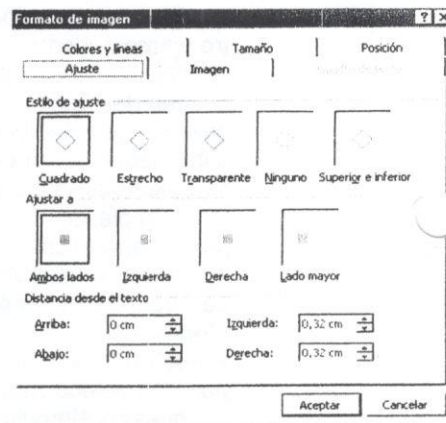 Formato de imagen ? X
Colores y líneas Tamaño Posición
Ajuste Imagen
Estilo de ajuste
Cuadrado Estrecho Transparente Ninguno Superior e inferior
Ajustar a
Ambos lados Izquierda Derecha Lado mayor
Distancia desde el texto
Arriba: 0 cm Izquierda: 0,32 cm
Abajo: 0 cm Derecha: 0,32 cm
Aceptar Cancelar